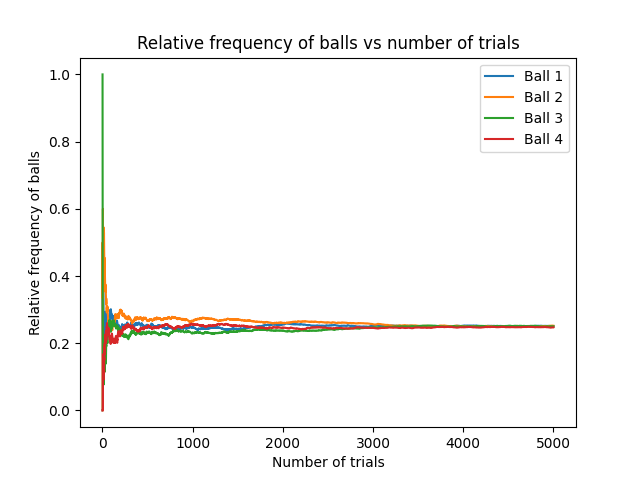 Relative frequency of balls vs number of trials
Ball 1
Ball 2
Ball 3
Ball 4
Relative frequency of balls
1.0
0.8
0.6
0.4
0.2
0.0
0 1000 2000 3000 4000 5000
Number of trials